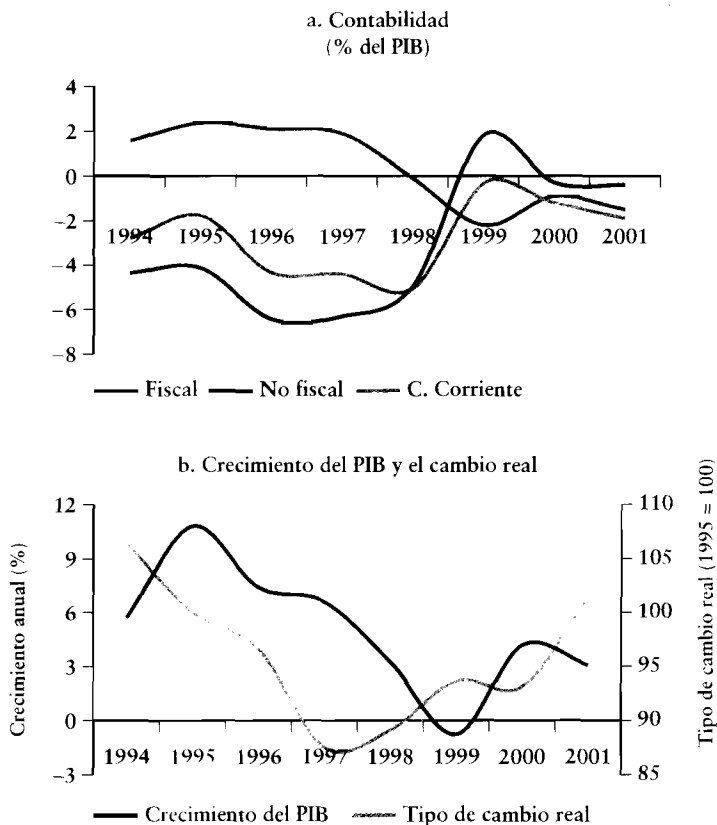 a. Contabilidad
(% del PIB)
4
2
0
−2
1994 1995 1996 1997 1998 1999 2000 2001
−4
−6
−8
Fiscal No fiscal C. Corriente
b. Crecimiento del PIB y el cambio real
Crecimiento anual (%)
12
9
6
3
0
−3
1994 1995 1996 1997 1998 1999 2000 2001
110
105
100
95
90
85
Tipo de cambio real (1995 = 100)
Crecimiento del PIB Tipo de cambio real